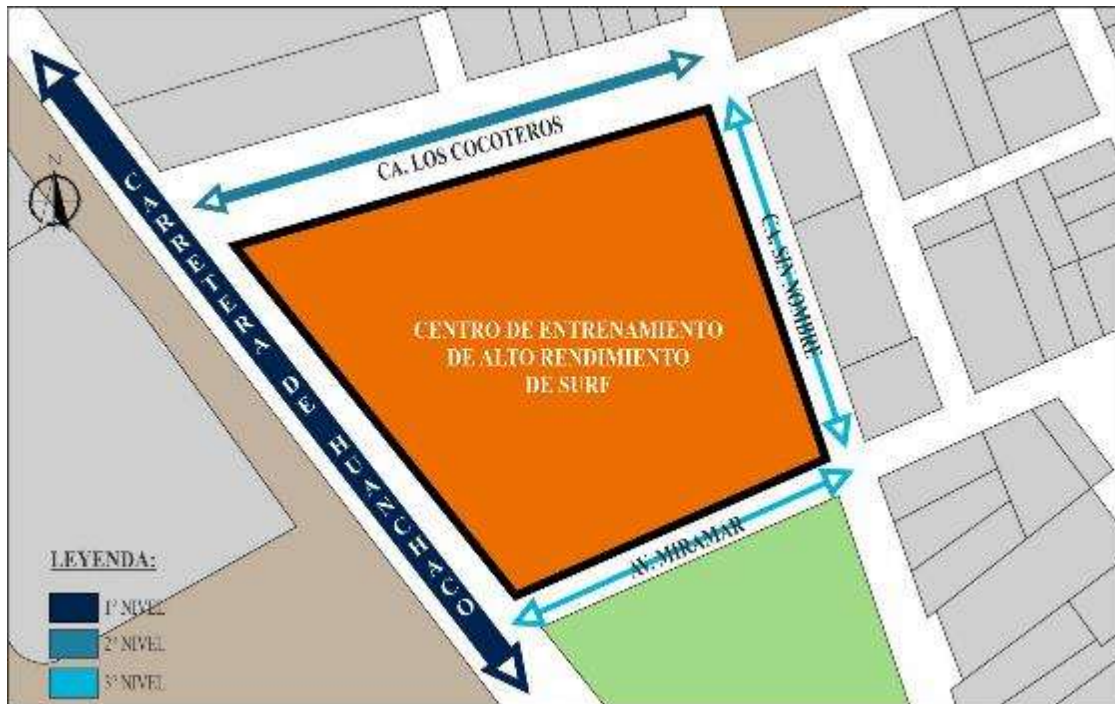 CA. LOS COCOTEROS
N
CARRETERA DE HUANCHACO
CA. SIN NOMBRE
CENTRO DE ENTRENAMIENTO
DE ALTO RENDIMIENTO
DE SURF
AV. MIRAMAR
LEYENDA:
1° NIVEL
2° NIVEL
3° NIVEL